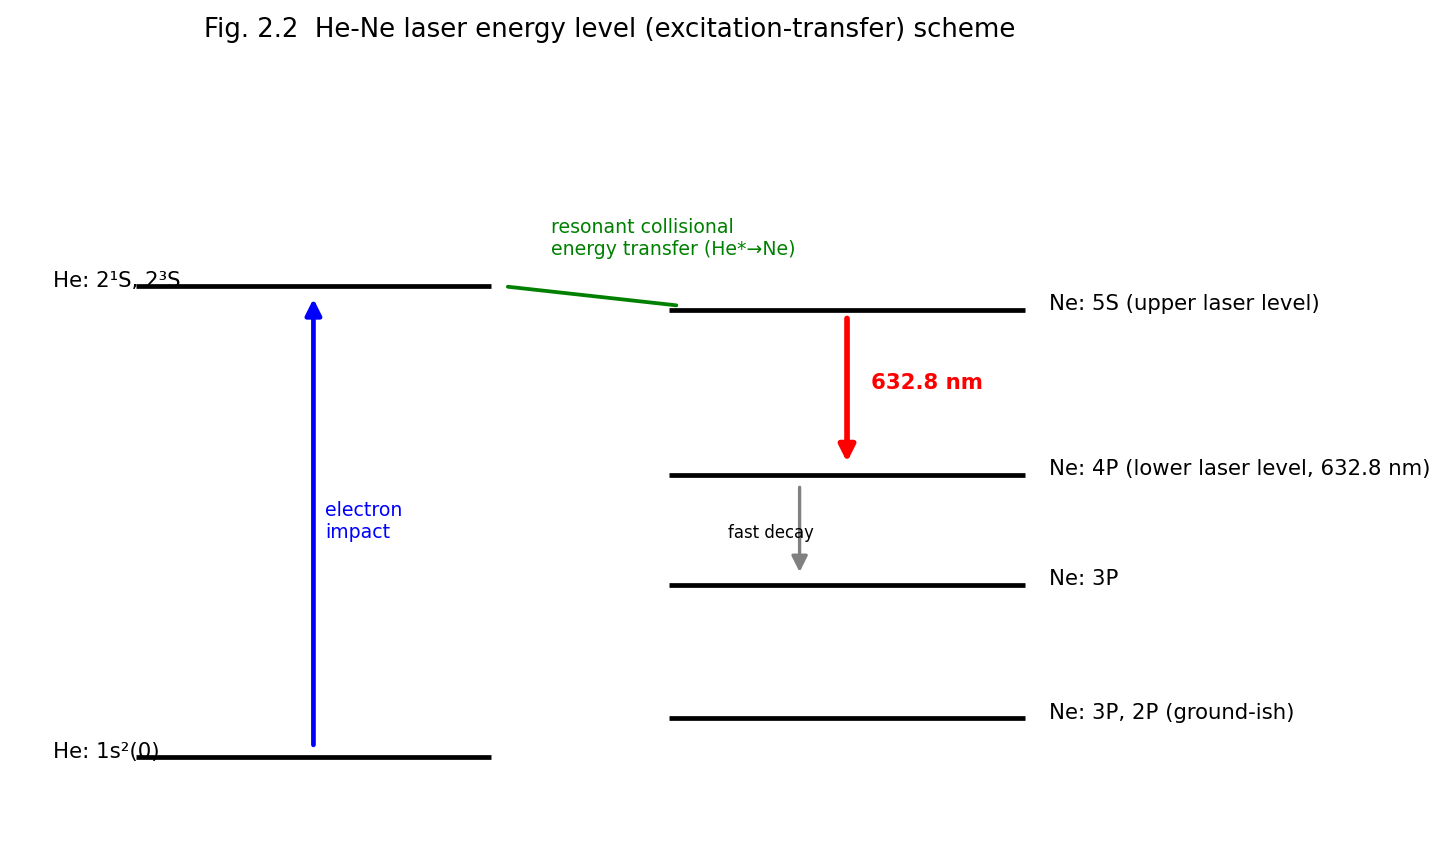 Fig. 2.2  He-Ne laser energy level (excitation-transfer) scheme
resonant collisional
energy transfer (He*→Ne)
He: 2¹S, 2³S
Ne: 5S (upper laser level)
632.8 nm
Ne: 4P (lower laser level, 632.8 nm)
electron
impact
fast decay
Ne: 3P
Ne: 3P, 2P (ground-ish)
He: 1s²(0)